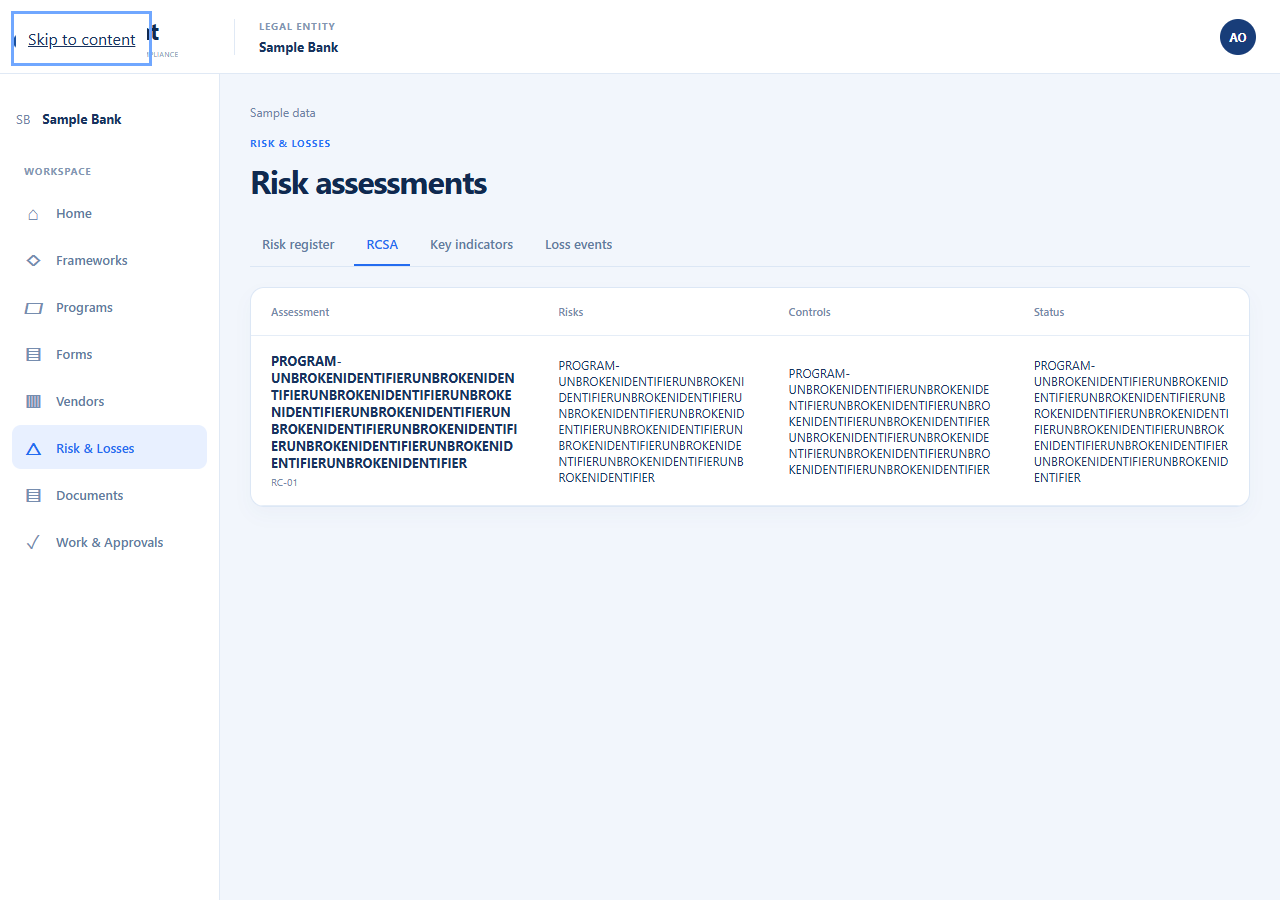 Skip to content
LEGAL ENTITY
Sample Bank
AO
SB Sample Bank
WORKSPACE
Home
Frameworks
Programs
Forms
Vendors
Risk & Losses
Documents
Work & Approvals
Sample data
RISK & LOSSES
Risk assessments
Risk register RCSA Key indicators Loss events
Assessment Risks Controls Status
PROGRAM-
UNBROKENIDENTIFIERUNBROKENIDEN
TIFIERUNBROKENIDENTIFIERUNBROKE
NIDENTIFIERUNBROKENIDENTIFIERUN
BROKENIDENTIFIERUNBROKENIDENTIFI
ERUNBROKENIDENTIFIERUNBROKENID
ENTIFIERUNBROKENIDENTIFIER
RC-01
PROGRAM-
UNBROKENIDENTIFIERUNBROKENI
DENTIFIERUNBROKENIDENTIFIERU
NBROKENIDENTIFIERUNBROKENID
ENTIFIERUNBROKENIDENTIFIERUN
BROKENIDENTIFIERUNBROKENIDE
NTIFIERUNBROKENIDENTIFIERUNB
ROKENIDENTIFIER
PROGRAM-
UNBROKENIDENTIFIERUNBROKENIDE
NTIFIERUNBROKENIDENTIFIERUNBRO
KENIDENTIFIERUNBROKENIDENTIFIER
UNBROKENIDENTIFIERUNBROKENIDE
NTIFIERUNBROKENIDENTIFIERUNBRO
KENIDENTIFIERUNBROKENIDENTIFIER
PROGRAM-
UNBROKENIDENTIFIERUNBROKENID
ENTIFIERUNBROKENIDENTIFIERUNB
ROKENIDENTIFIERUNBROKENIDENTI
FIERUNBROKENIDENTIFIERUNBROK
ENIDENTIFIERUNBROKENIDENTIFIER
UNBROKENIDENTIFIERUNBROKENID
ENTIFIER